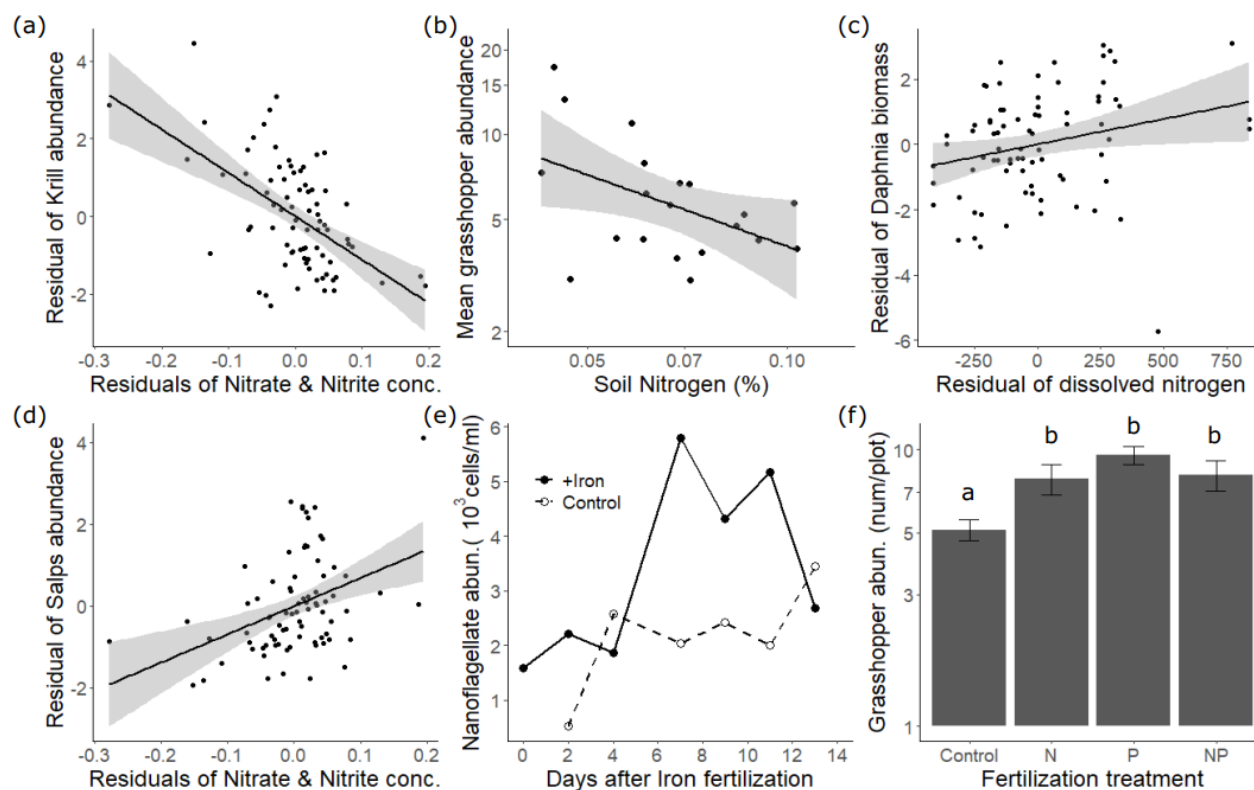 (a)
Residual of Krill abundance
4
2
0
-2
-0.3
-0.2
-0.1
0.0
0.1
0.2
Residuals of Nitrate & Nitrite conc.
(b)
Mean grasshopper abundance
20
15
10
5
2
0.05
0.07
0.10
Soil Nitrogen (%)
(c)
Residual of Daphnia biomass
2
0
-2
-4
-6
-250
0
250
500
750
Residual of dissolved nitrogen
(d)
Residual of Salps abundance
4
2
0
-2
-0.3
-0.2
-0.1
0.0
0.1
0.2
Residuals of Nitrate & Nitrite conc.
(e)
Nanoflagellate abun.( 10³cells/ml)
6
5
4
3
2
1
+Iron
Control
0
2
4
6
8
10
12
14
Days after Iron fertilization
(f)
Grasshopper abun. (num/plot)
10
7
5
3
1
a
b
b
b
Control
N
P
NP
Fertilization treatment